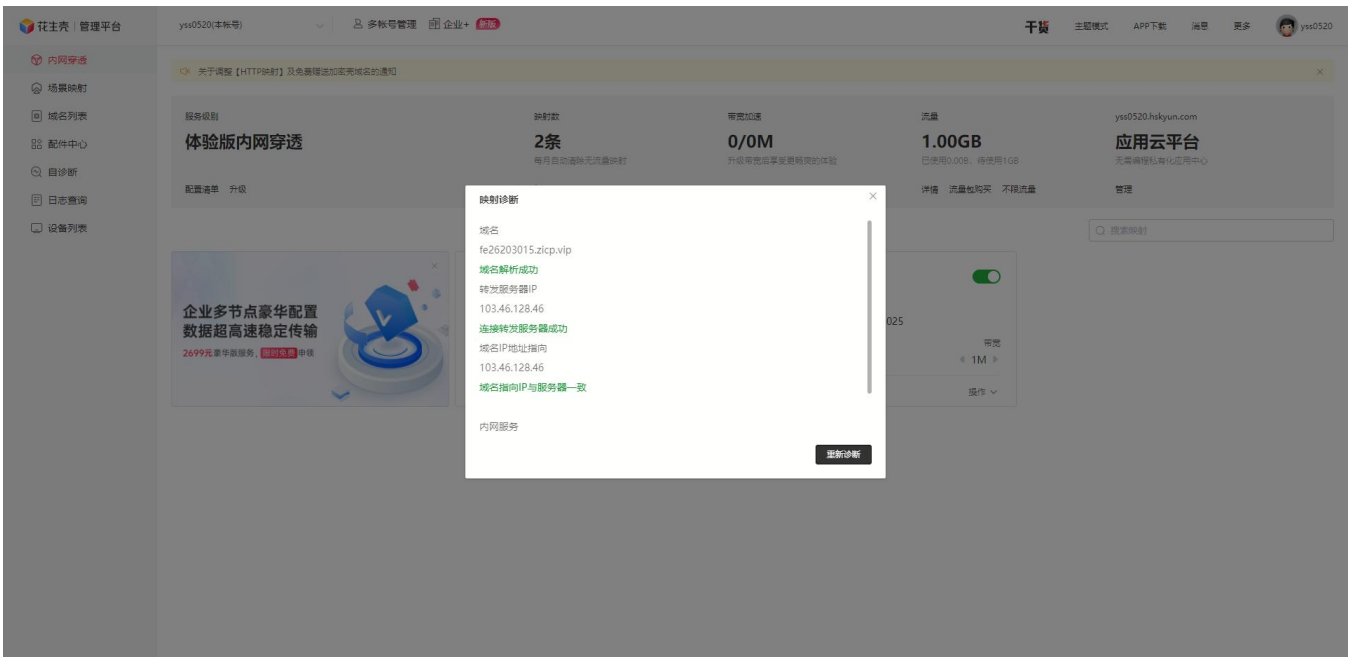 花生壳 管理平台
yss0520(本帐号)
多帐号管理
企业+ 新版
干货
主题模式
APP下载
消息
更多
yss0520
内网穿透
场景映射
域名列表
配件中心
自诊断
日志查询
设备列表
关于调整【HTTP映射】及免费赠送加密壳域名的通知
服务级别
体验版内网穿透
配置清单 升级
映射数
2条
每月自动清除无流量映射
带宽加速
0/0M
升级带宽后享受更畅爽的体验
流量
1.00GB
已使用0.00B，待使用1GB
详情 流量包购买 不限流量
yss0520.hskyun.com
应用云平台
无需编程私有化应用中心
管理
搜索映射
企业多节点豪华配置
数据超高速稳定传输
2699元豪华版服务，限时免费申领
025
带宽
1M
操作
映射诊断
域名
fe26203015.zicp.vip
域名解析成功
转发服务器IP
103.46.128.46
连接转发服务器成功
域名IP地址指向
103.46.128.46
域名指向IP与服务器一致
内网服务
重新诊断